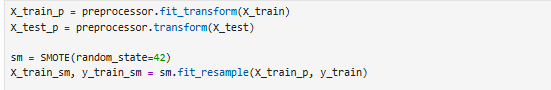 X_train_p = preprocessor.fit_transform(X_train)
X_test_p = preprocessor.transform(X_test)
sm = SMOTE(random_state=42)
X_train_sm, y_train_sm = sm.fit_resample(X_train_p, y_train)